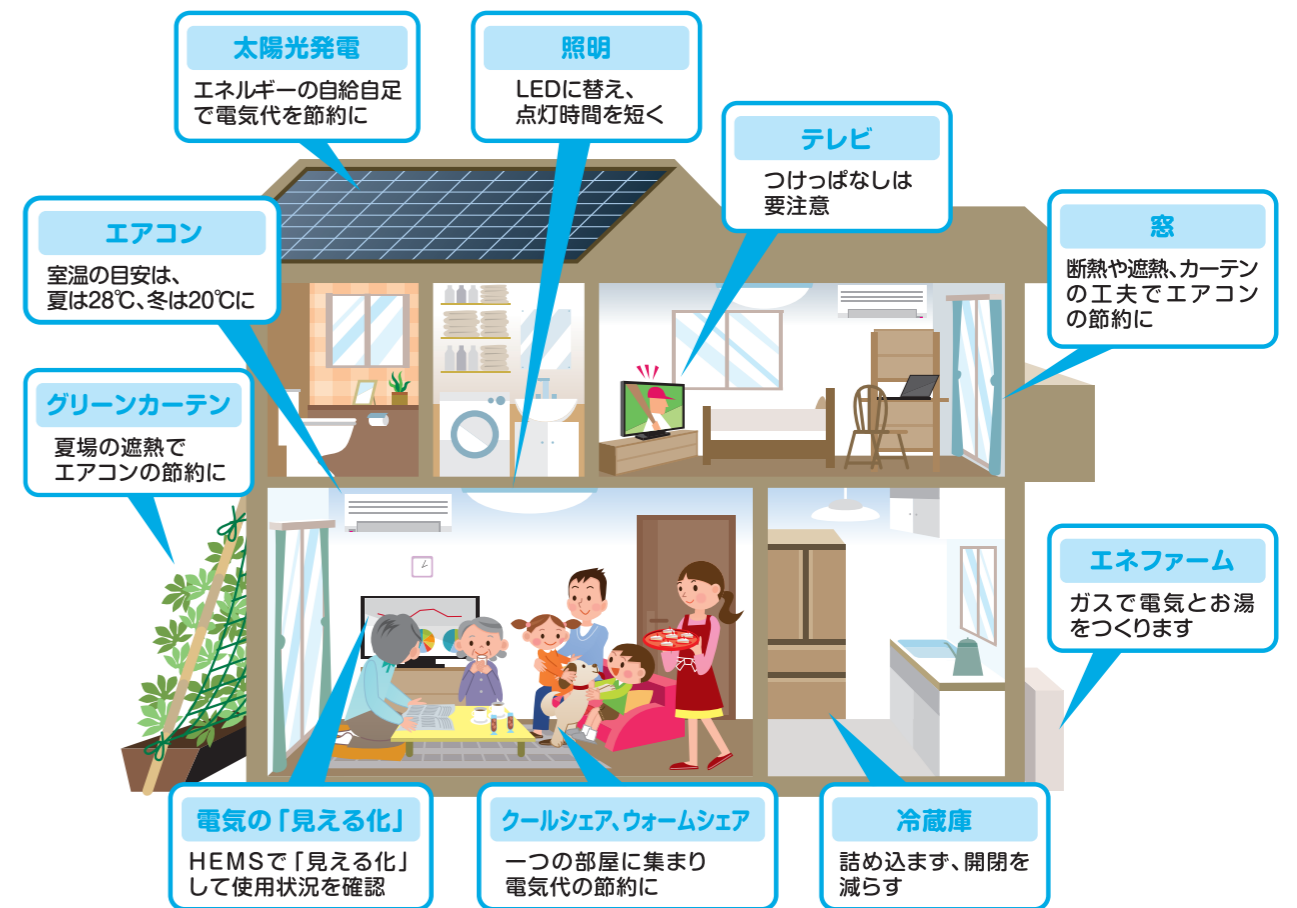 太陽光発電
エネルギーの自給自足
で電気代を節約に
照明
LEDに替え、
点灯時間を短く
テレビ
つけっぱなしは
要注意
エアコン
室温の目安は、
夏は28℃、冬は20℃に
窓
断熱や遮熱、カーテン
の工夫でエアコン
の節約に
グリーンカーテン
夏場の遮熱で
エアコンの節約に
エネファーム
ガスで電気とお湯
をつくります
電気の「見える化」
HEMSで「見える化」
して使用状況を確認
クールシェア、ウォームシェア
一つの部屋に集まり
電気代の節約に
冷蔵庫
詰め込まず、開閉を
減らす